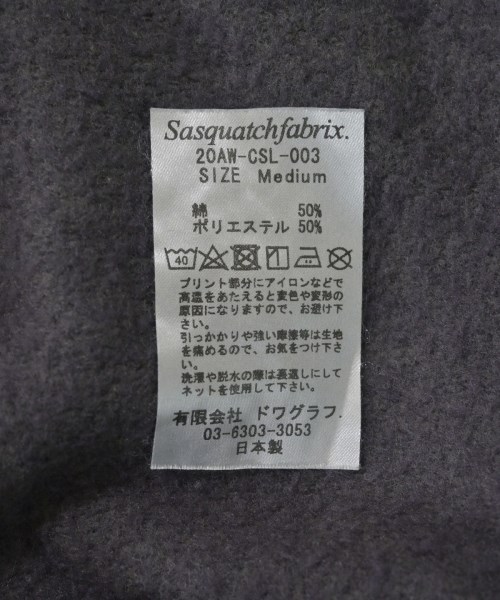 Sasquatchfabrix.
20AW-CSL-003
SIZE Medium
綿 50%
ポリエステル 50%
40
プリント部分にアイロンなどで
高温をあたえると変色や変形の
原因になりますので、お避け下
さい。
引っかかりや強い摩擦等は生地
を痛めるので、お気をつけ下さ
い。
洗濯や脱水の際は裏返しにして
ネットを使用して下さい。
有限会社 ドワグラフ.
03-6303-3053
日本製